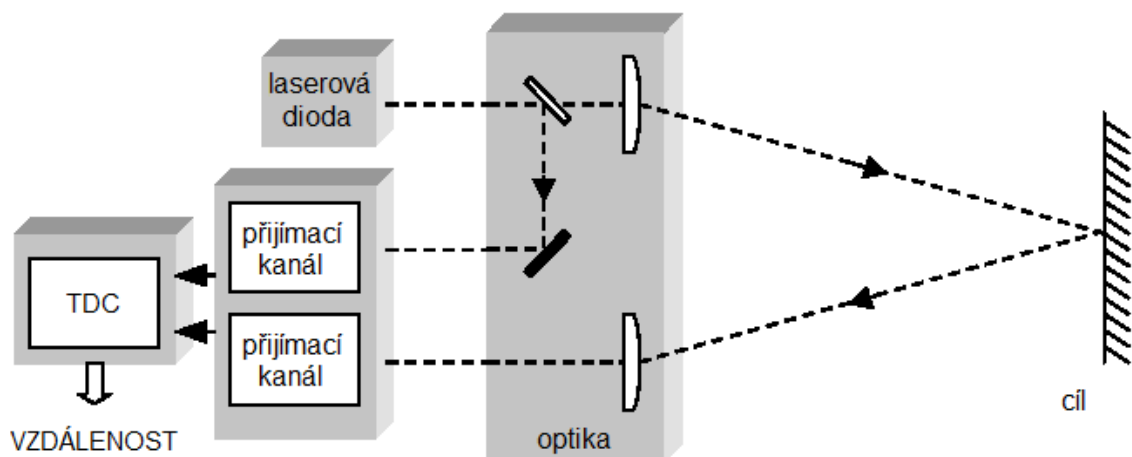 laserová
dioda
přijímací
kanál
TDC
přijímací
kanál
VZDÁLENOST
optika
cíl